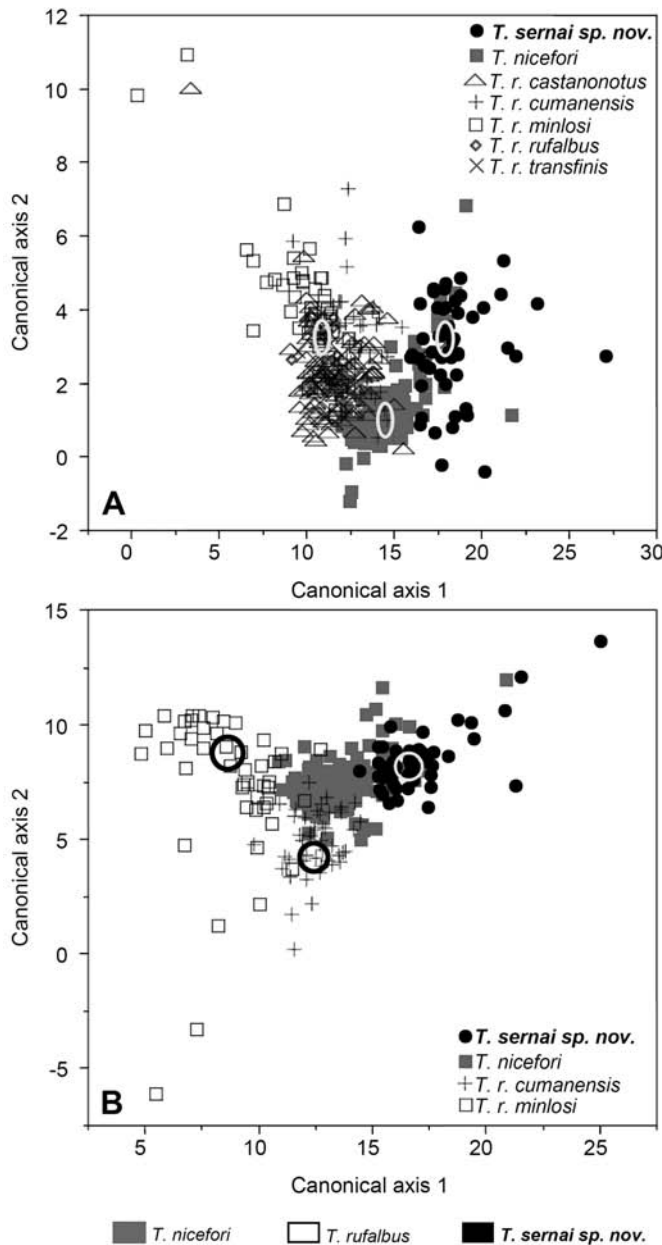 12
10
8
6
4
2
0
-2
Canonical axis 2
T. sernai sp. nov.
T. nicefori
T. r. castanonotus
T. r. cumanensis
T. r. minlosi
T. r. rufalbus
T. r. transfinis
A
0 5 10 15 20 25 30
Canonical axis 1
15
10
5
0
-5
Canonical axis 2
T. sernai sp. nov.
T. nicefori
T. r. cumanensis
T. r. minlosi
B
5 10 15 20 25
Canonical axis 1
T. nicefori T. rufalbus T. sernai sp. nov.